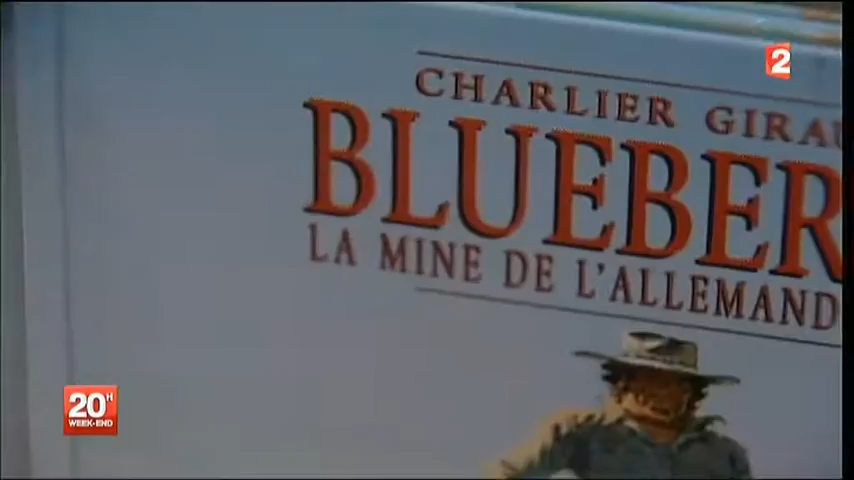 2
CHARLIER GIRAU
BLUEBER
LA MINE DE L'ALLEMAND
20H
WEEK-END